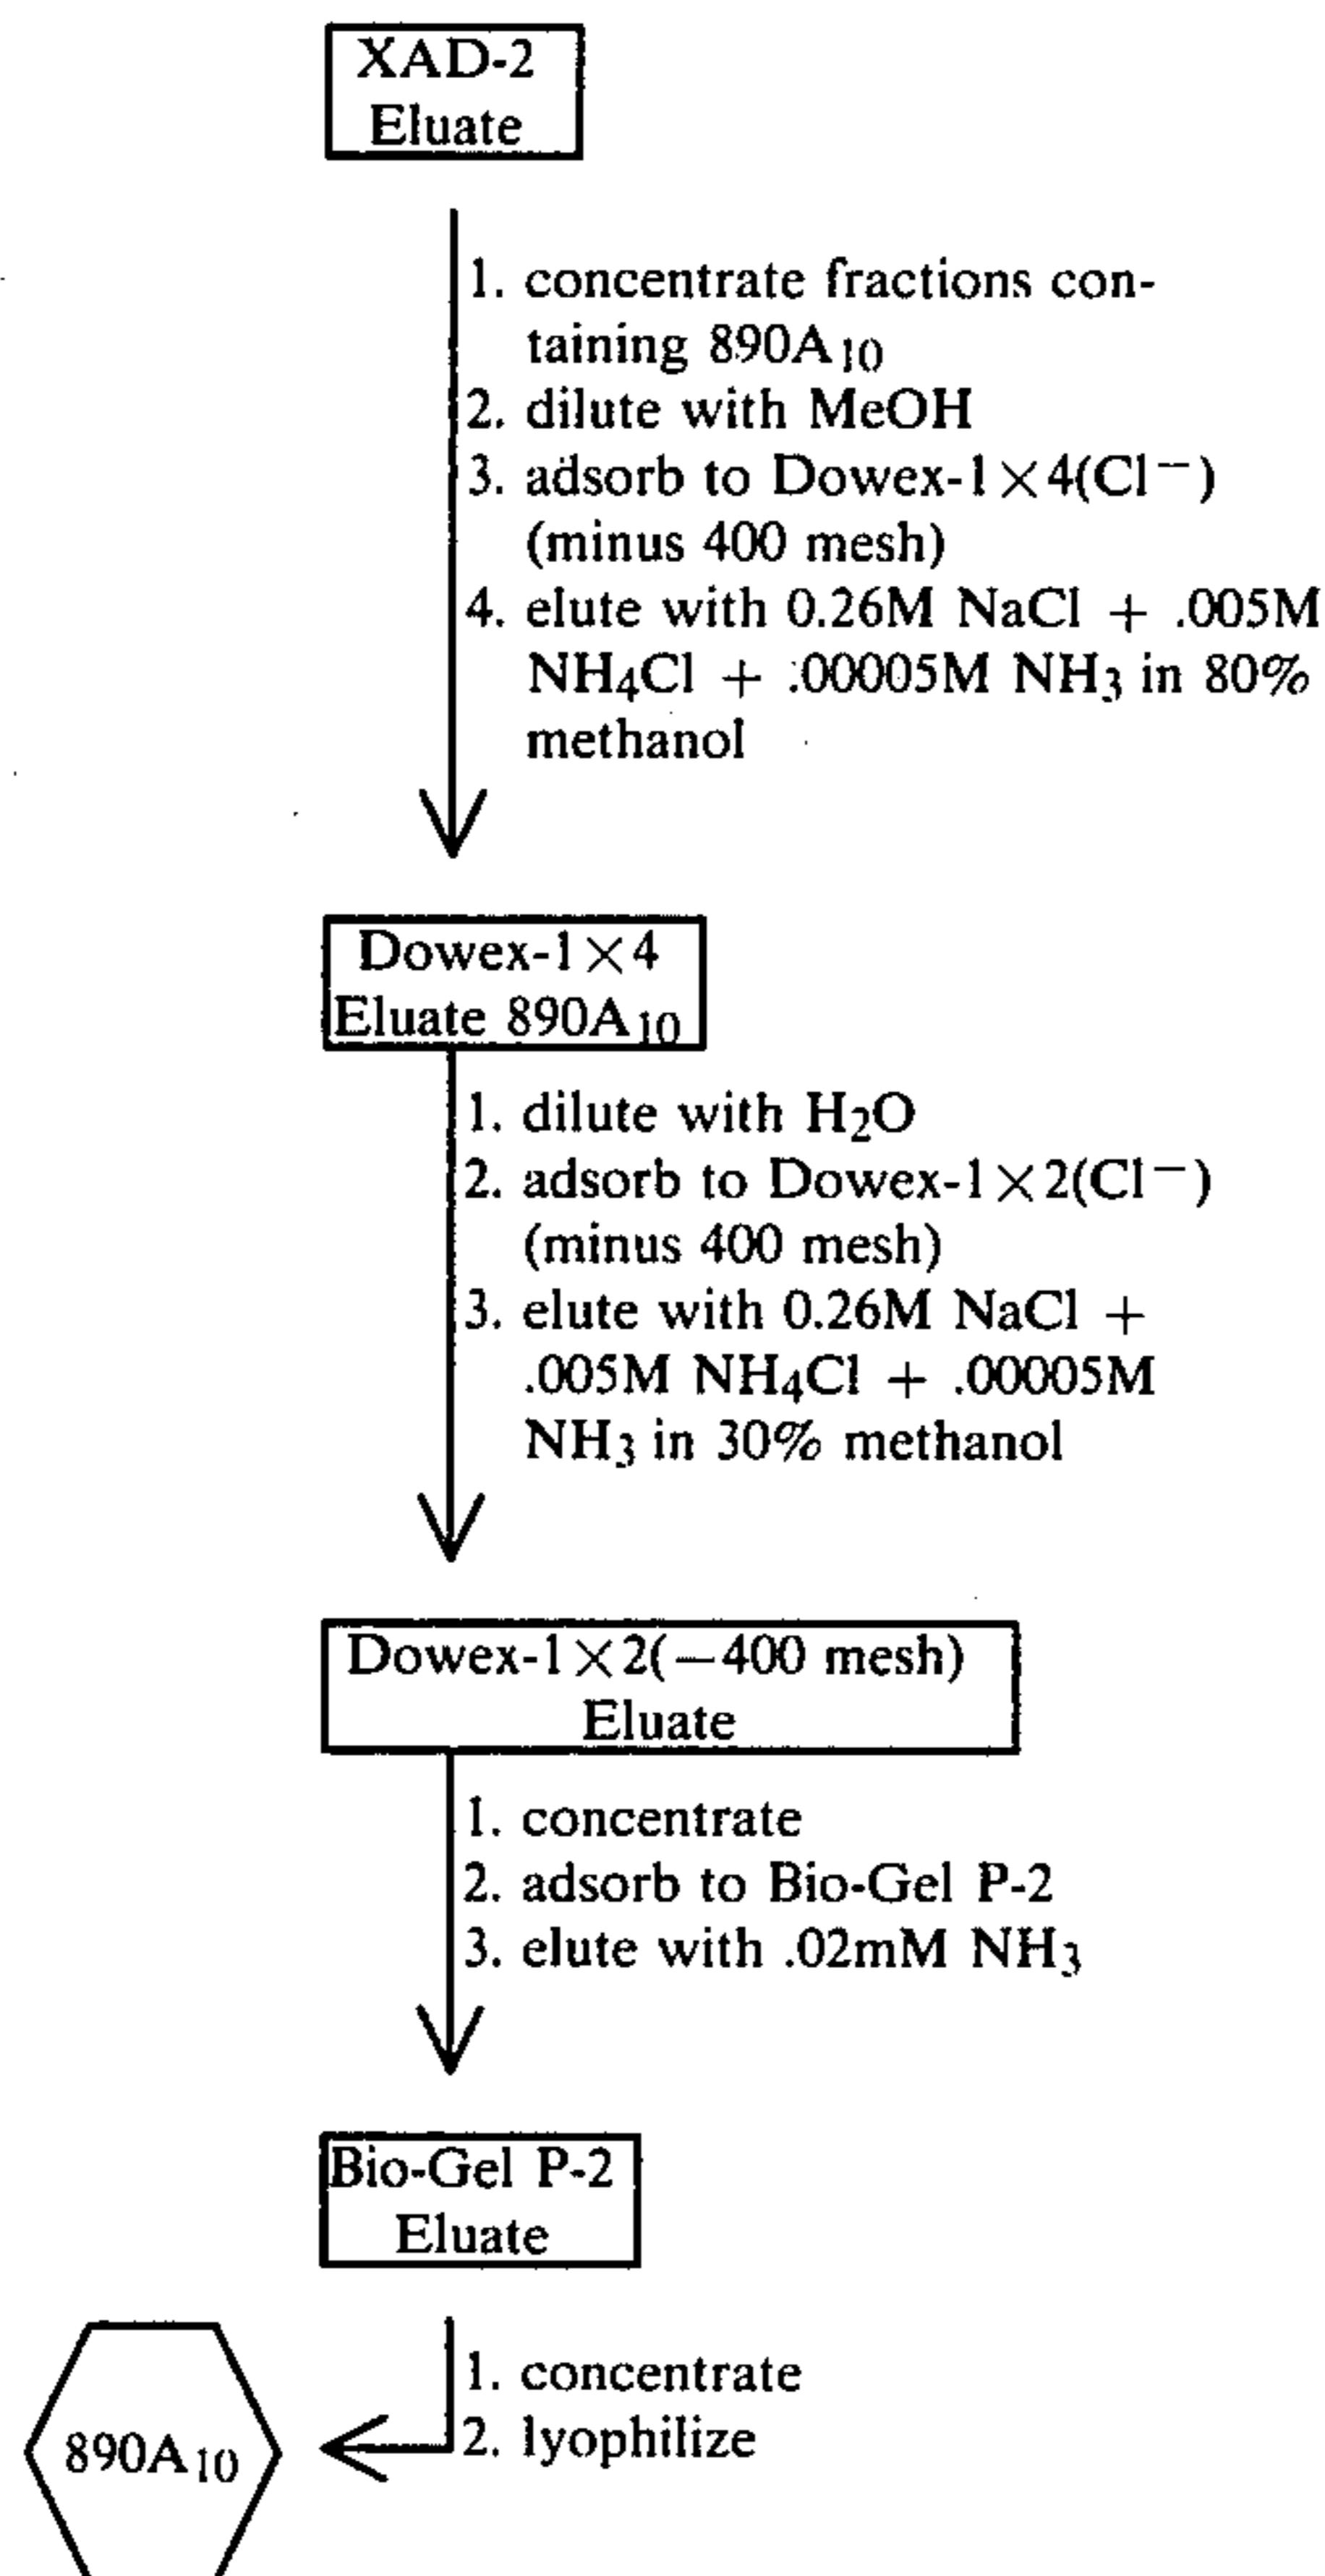 XAD-2
Eluate
1. concentrate fractions con-
taining 890A₁₀
2. dilute with MeOH
3. adsorb to Dowex-1×4(Cl⁻)
(minus 400 mesh)
4. elute with 0.26M NaCl + .005M
NH₄Cl + .00005M NH₃ in 80%
methanol
Dowex-1×4
Eluate 890A₁₀
1. dilute with H₂O
2. adsorb to Dowex-1×2(Cl⁻)
(minus 400 mesh)
3. elute with 0.26M NaCl +
.005M NH₄Cl + .00005M
NH₃ in 30% methanol
Dowex-1×2(−400 mesh)
Eluate
1. concentrate
2. adsorb to Bio-Gel P-2
3. elute with .02mM NH₃
Bio-Gel P-2
Eluate
1. concentrate
2. lyophilize
890A₁₀